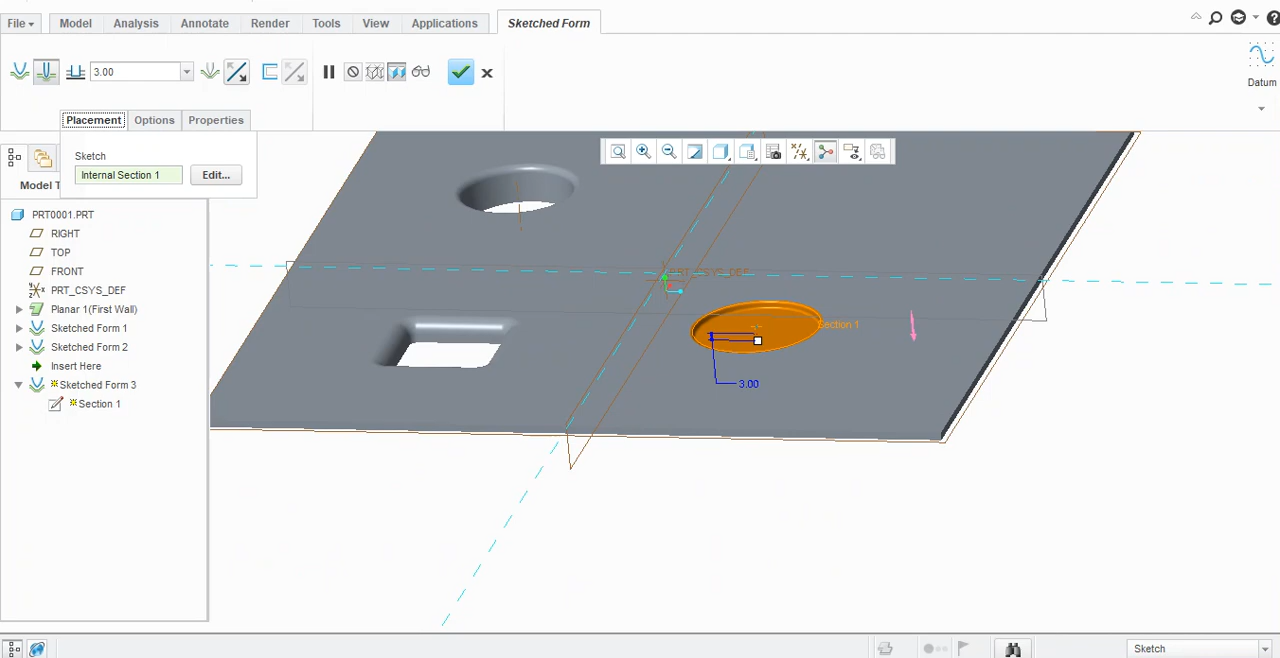 File Model Analysis Annotate Render Tools View Applications Sketched Form
3.00
Datum
Placement Options Properties
Sketch
Internal Section 1 Edit...
Model T
PRT0001.PRT
RIGHT
TOP
FRONT
PRT_CSYS_DEF
Planar 1(First Wall)
Sketched Form 1
Sketched Form 2
Insert Here
Sketched Form 3
Section 1
PRT_CSYS_DEF
Section 1
3.00
Sketch